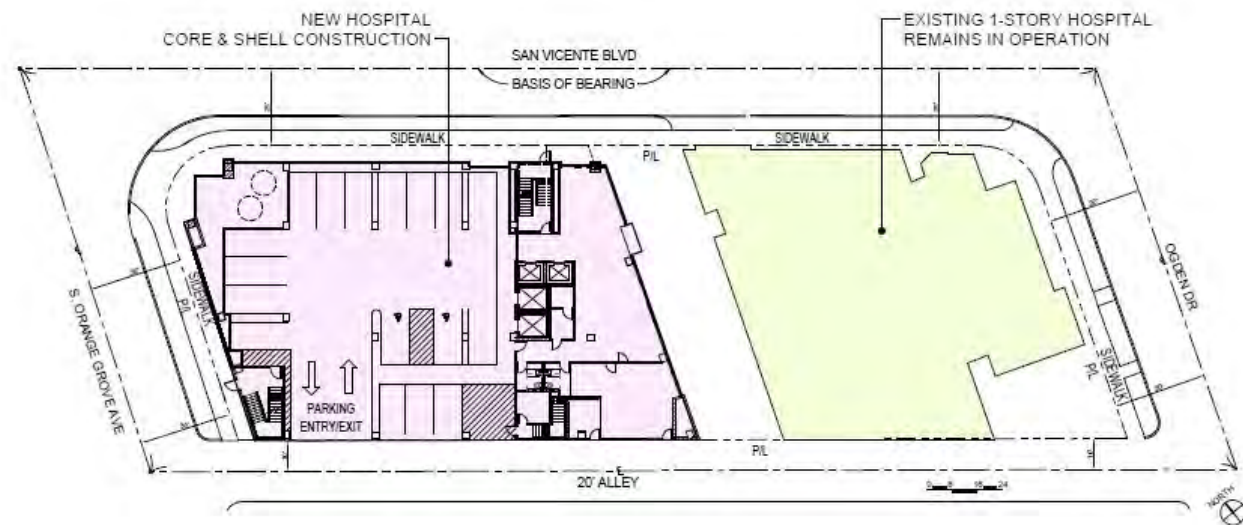 NEW HOSPITAL
CORE & SHELL CONSTRUCTION
EXISTING 1-STORY HOSPITAL
REMAINS IN OPERATION
SAN VICENTE BLVD
BASIS OF BEARING
SIDEWALK
SIDEWALK
P/L
S. ORANGE GROVE AVE
SIDEWALK
P/L
OGDEN DR
SIDEWALK
P/L
PARKING
ENTRY/EXIT
P/L
20' ALLEY
NORTH